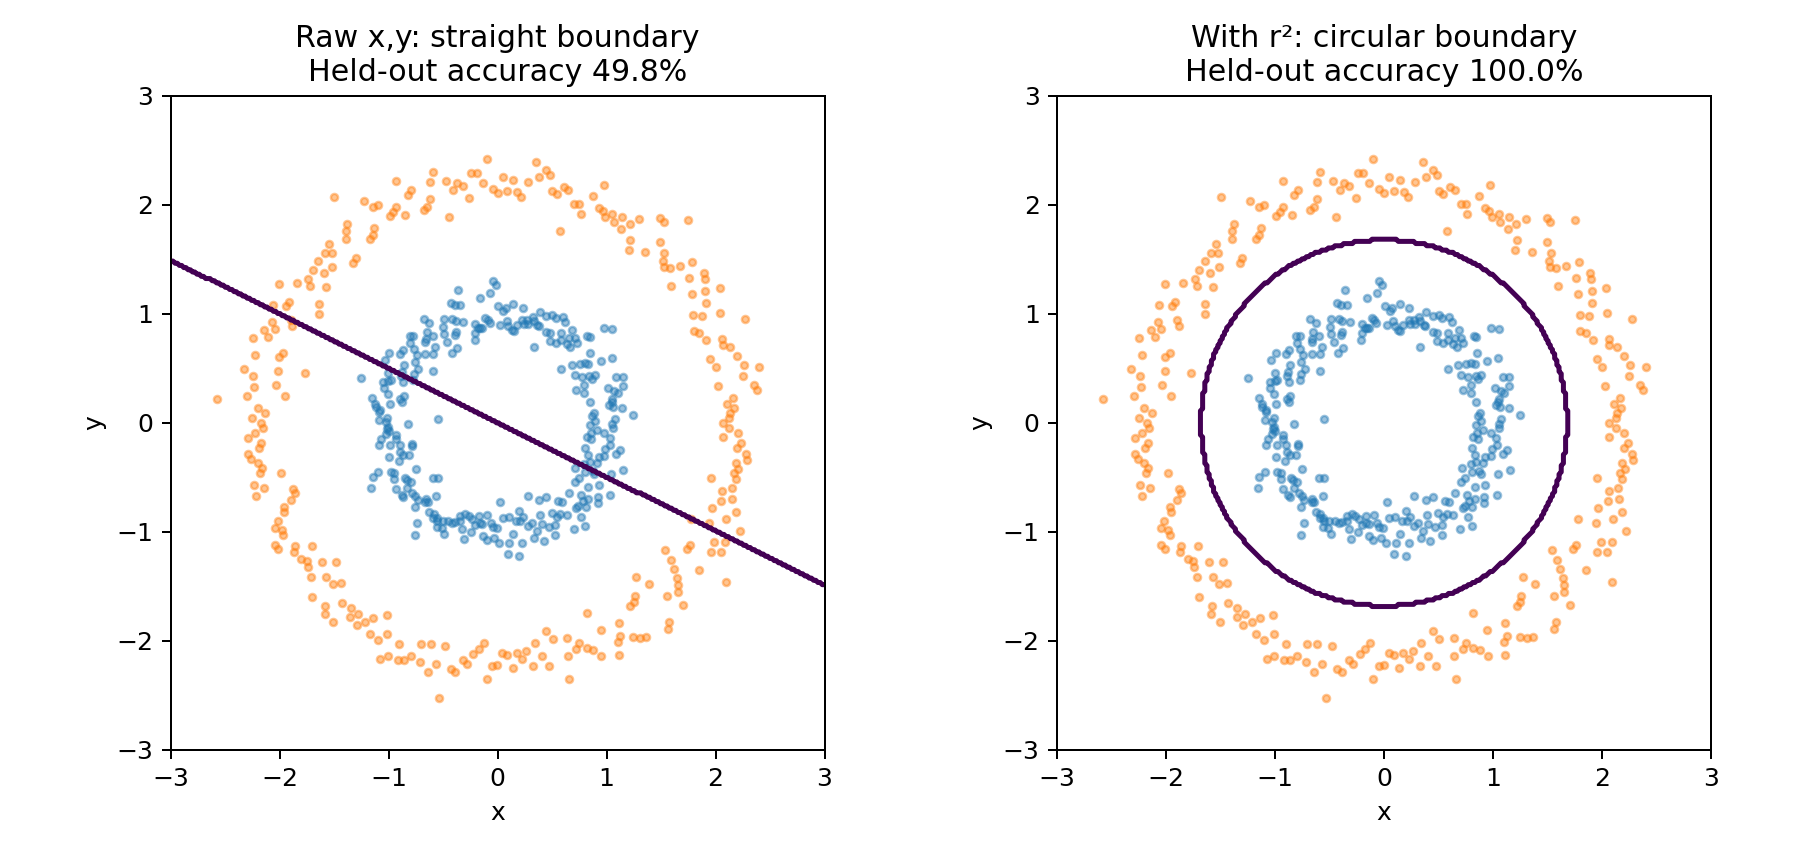 Raw x,y: straight boundary
Held-out accuracy 49.8%
3
2
1
0
−1
−2
−3
y
−3 −2 −1 0 1 2 3
x
With r²: circular boundary
Held-out accuracy 100.0%
3
2
1
0
−1
−2
−3
y
−3 −2 −1 0 1 2 3
x